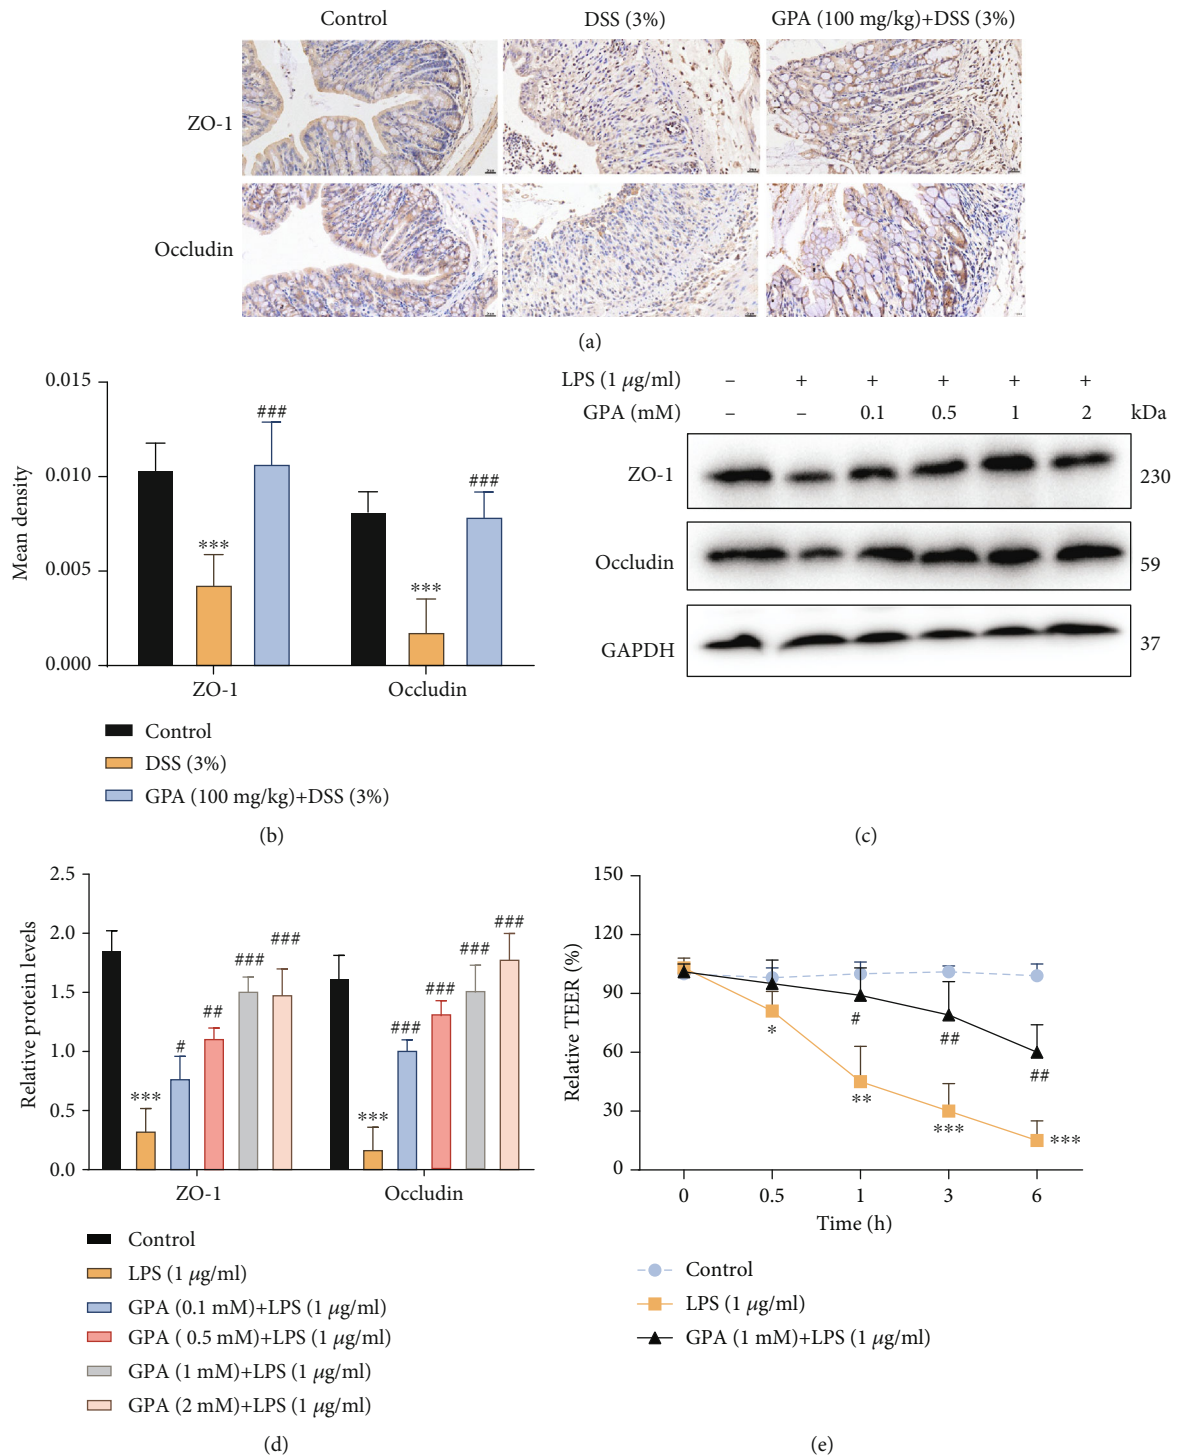 Control DSS (3%) GPA (100 mg/kg)+DSS (3%)
ZO-1
Occludin
(a)
0.015
0.010
0.005
0.000
Mean density
***
###
***
###
ZO-1 Occludin
Control
DSS (3%)
GPA (100 mg/kg)+DSS (3%)
(b)
LPS (1 μg/ml) – + + + + +
GPA (mM) – – 0.1 0.5 1 2 kDa
ZO-1 230
Occludin 59
GAPDH 37
(c)
2.5
2.0
1.5
1.0
0.5
0.0
Relative protein levels
***
#
##
###
###
***
###
###
###
###
ZO-1 Occludin
Control
LPS (1 μg/ml)
GPA (0.1 mM)+LPS (1 μg/ml)
GPA ( 0.5 mM)+LPS (1 μg/ml)
GPA (1 mM)+LPS (1 μg/ml)
GPA (2 mM)+LPS (1 μg/ml)
(d)
150
120
90
60
30
0
Relative TEER (%)
*
#
**
##
***
##
***
0 0.5 1 3 6
Time (h)
Control
LPS (1 μg/ml)
GPA (1 mM)+LPS (1 μg/ml)
(e)